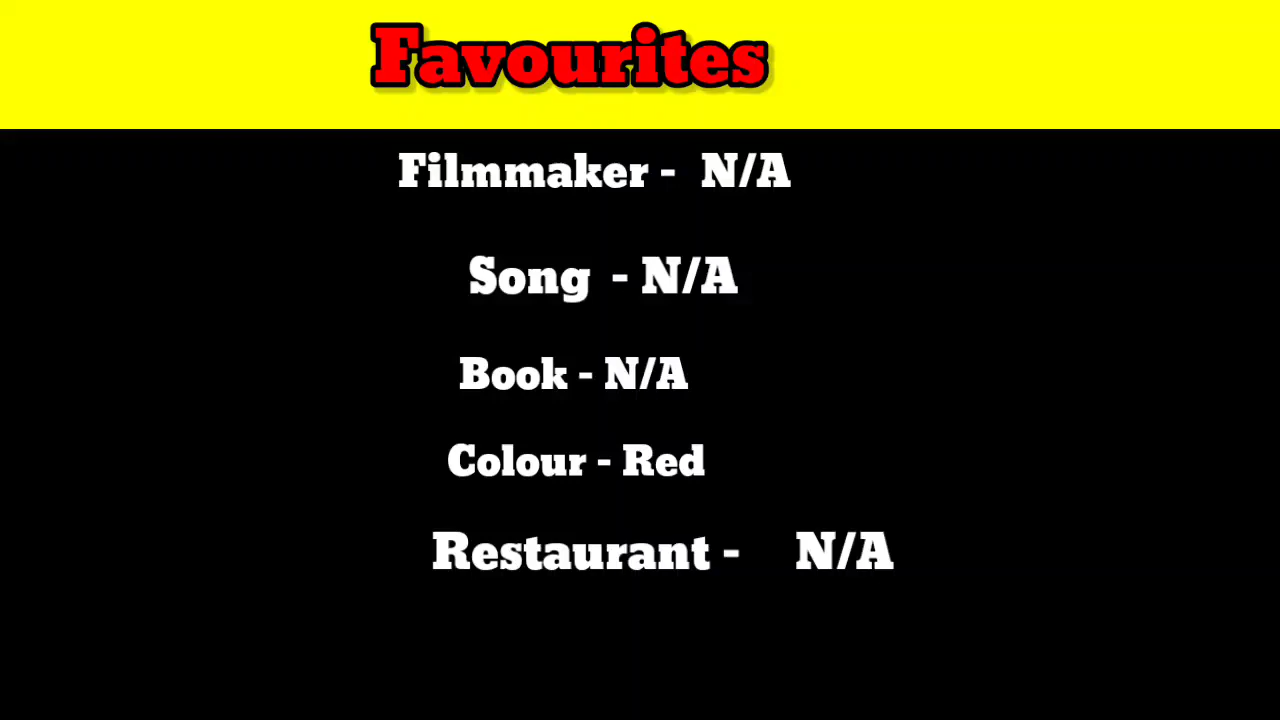 Favourites
Filmmaker - N/A
Song - N/A
Book - N/A
Colour - Red
Restaurant - N/A